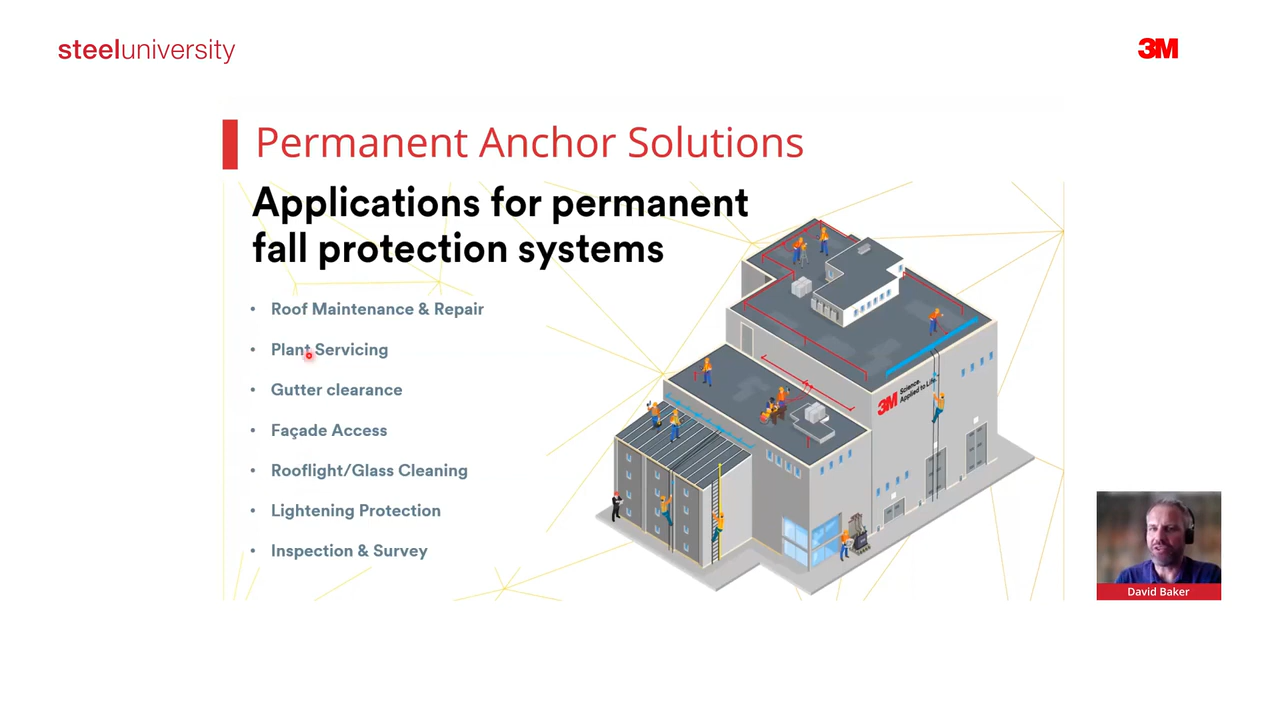 steeluniversity
3M
Permanent Anchor Solutions
Applications for permanent
fall protection systems
• Roof Maintenance & Repair
• Plant Servicing
• Gutter clearance
• Façade Access
• Rooflight/Glass Cleaning
• Lightening Protection
• Inspection & Survey
3M Science.
Applied to Life.
David Baker